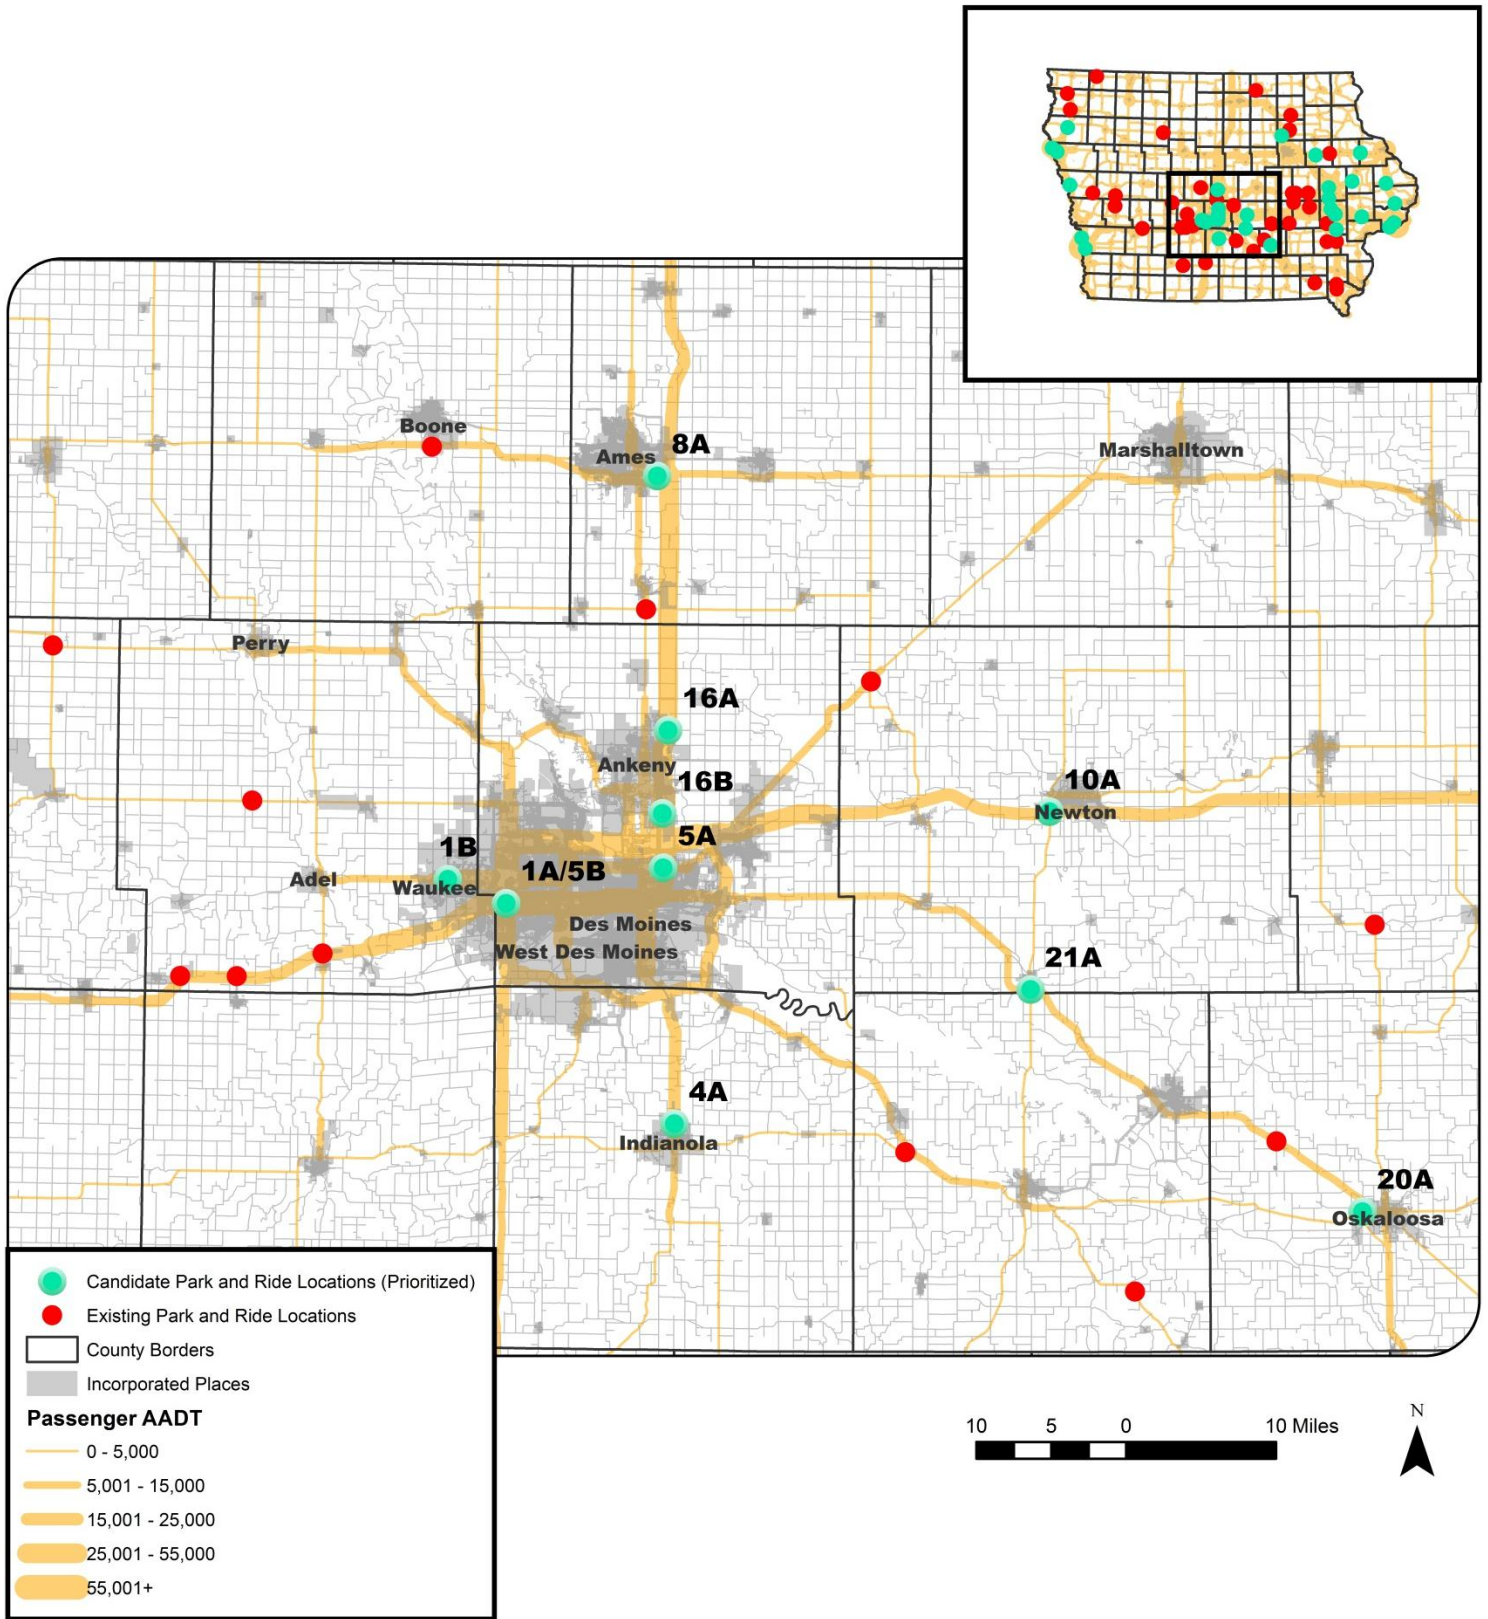 Boone
8A
Ames
Marshalltown
Perry
16A
Ankeny
16B
10A
Newton
5A
1B
1A/5B
Adel
Waukee
Des Moines
West Des Moines
21A
4A
Indianola
20A
Oskaloosa
Candidate Park and Ride Locations (Prioritized)
Existing Park and Ride Locations
County Borders
Incorporated Places
Passenger AADT
0 - 5,000
5,001 - 15,000
15,001 - 25,000
25,001 - 55,000
55,001+
10 5 0 10 Miles
N